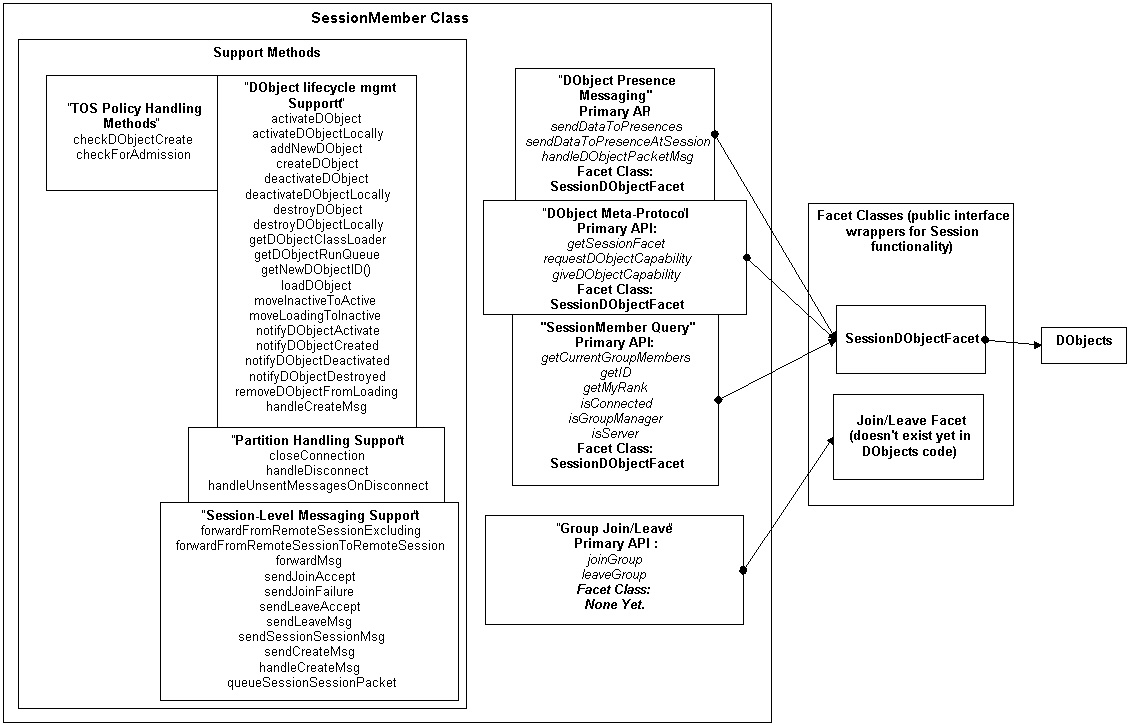 SessionMember Class
Support Methods
"TOS Policy Handling
Methods"
checkDObjectCreate
checkForAdmission
"DObject lifecycle mgmt
Support"
activateDObject
activateDObjectLocally
addNewDObject
createDObject
deactivateDObject
deactivateDObjectLocally
destroyDObject
destroyDObjectLocally
getDObjectClassLoader
getDObjectRunQueue
getNewDObjectID()
loadDObject
moveInactiveToActive
moveLoadingToInactive
notifyDObjectActivate
notifyDObjectCreated
notifyDObjectDeactivated
notifyDObjectDestroyed
removeDObjectFromLoading
handleCreateMsg
"Partition Handling Support"
closeConnection
handleDisconnect
handleUnsentMessagesOnDisconnect
"Session-Level Messaging Support"
forwardFromRemoteSessionExcluding
forwardFromRemoteSessionToRemoteSession
forwardMsg
sendJoinAccept
sendJoinFailure
sendLeaveAccept
sendLeaveMsg
sendSessionSessionMsg
sendCreateMsg
handleCreateMsg
queueSessionSessionPacket
"DObject Presence
Messaging"
Primary AP
sendDataToPresences
sendDataToPresenceAtSession
handleDObjectPacketMsg
Facet Class:
SessionDObjectFacet
"DObject Meta-Protocol
Primary API:
getSessionFacet
requestDObjectCapability
giveDObjectCapability
Facet Class:
SessionDObjectFacet
"SessionMember Query"
Primary API:
getCurrentGroupMembers
getID
getMyRank
isConnected
isGroupManager
isServer
Facet Class:
SessionDObjectFacet
"Group Join/Leave"
Primary API :
joinGroup
leaveGroup
Facet Class:
None Yet.
Facet Classes (public interface
wrappers for Session
functionality)
SessionDObjectFacet
Join/Leave Facet
(doesn't exist yet in
DObjects code)
DObjects